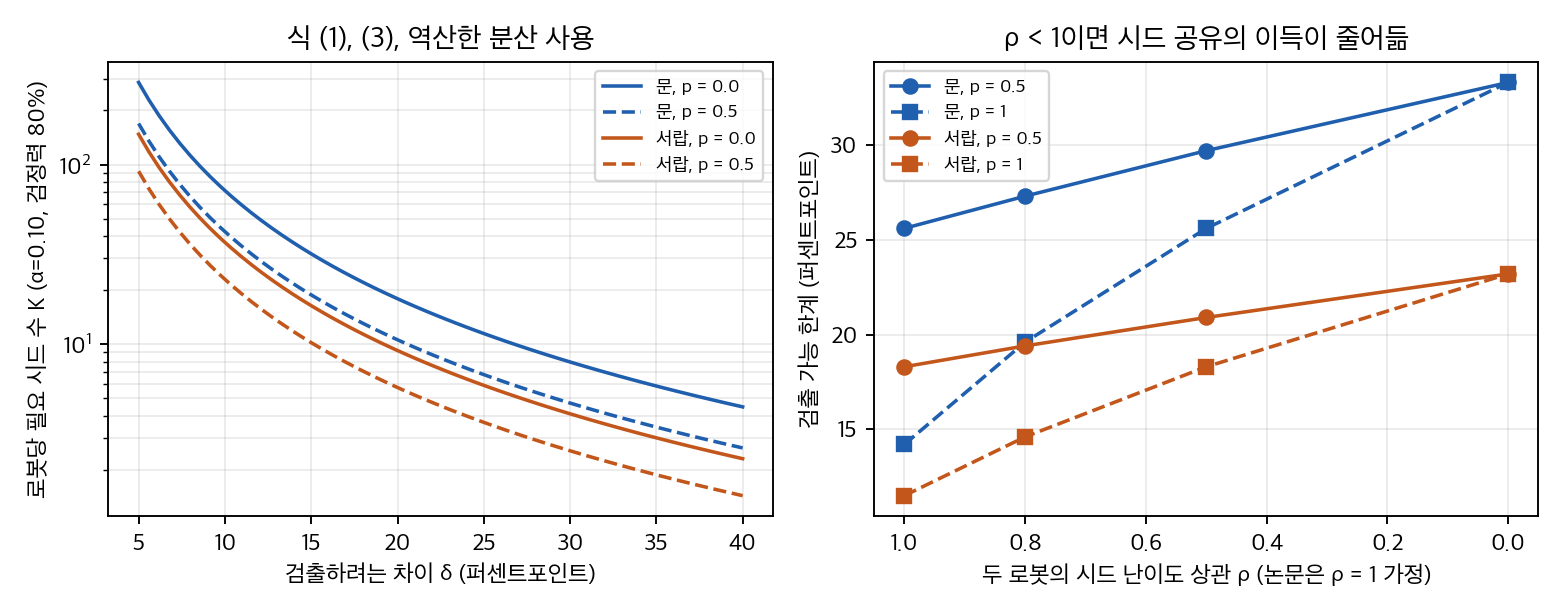 식 (1), (3), 역산한 분산 사용
로봇당 필요 시드 수 K (α=0.10, 검정력 80%)
10²
10¹
문, p = 0.0
문, p = 0.5
서랍, p = 0.0
서랍, p = 0.5
5 10 15 20 25 30 35 40
검출하려는 차이 δ (퍼센트포인트)
ρ < 1이면 시드 공유의 이득이 줄어듦
검출 가능 한계 (퍼센트포인트)
30
25
20
15
문, p = 0.5
문, p = 1
서랍, p = 0.5
서랍, p = 1
1.0 0.8 0.6 0.4 0.2 0.0
두 로봇의 시드 난이도 상관 ρ (논문은 ρ = 1 가정)